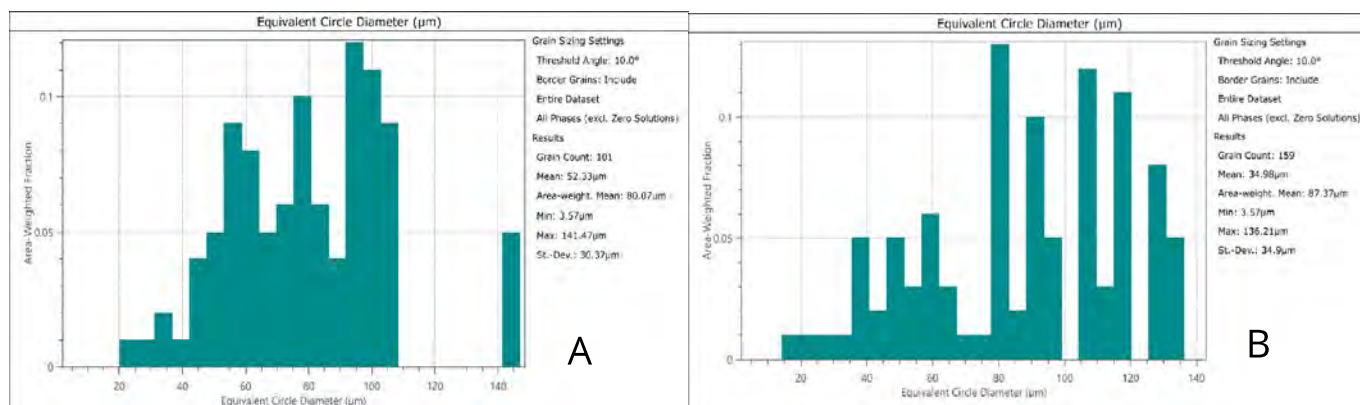 Equivalent Circle Diameter (µm)
Grain Sizing Settings
Threshold Angle: 10.0°
Border Grains: Include
Entire Dataset
All Phases (excl. Zero Solutions)
Results
Grain Count: 101
Mean: 52.33µm
Area-weight. Mean: 80.07µm
Min: 3.57µm
Max: 141.47µm
St.-Dev.: 30.37µm
Area-Weighted Fraction
0.1
0.05
0
20 40 60 80 100 120 140
Equivalent Circle Diameter (µm)
A
Equivalent Circle Diameter (µm)
Grain Sizing Settings
Threshold Angle: 10.0°
Border Grains: Include
Entire Dataset
All Phases (excl. Zero Solutions)
Results
Grain Count: 159
Mean: 34.98µm
Area-weight. Mean: 87.37µm
Min: 3.57µm
Max: 136.21µm
St.-Dev.: 34.9µm
Area-Weighted Fraction
0.1
0.05
0
20 40 60 80 100 120 140
Equivalent Circle Diameter (µm)
B